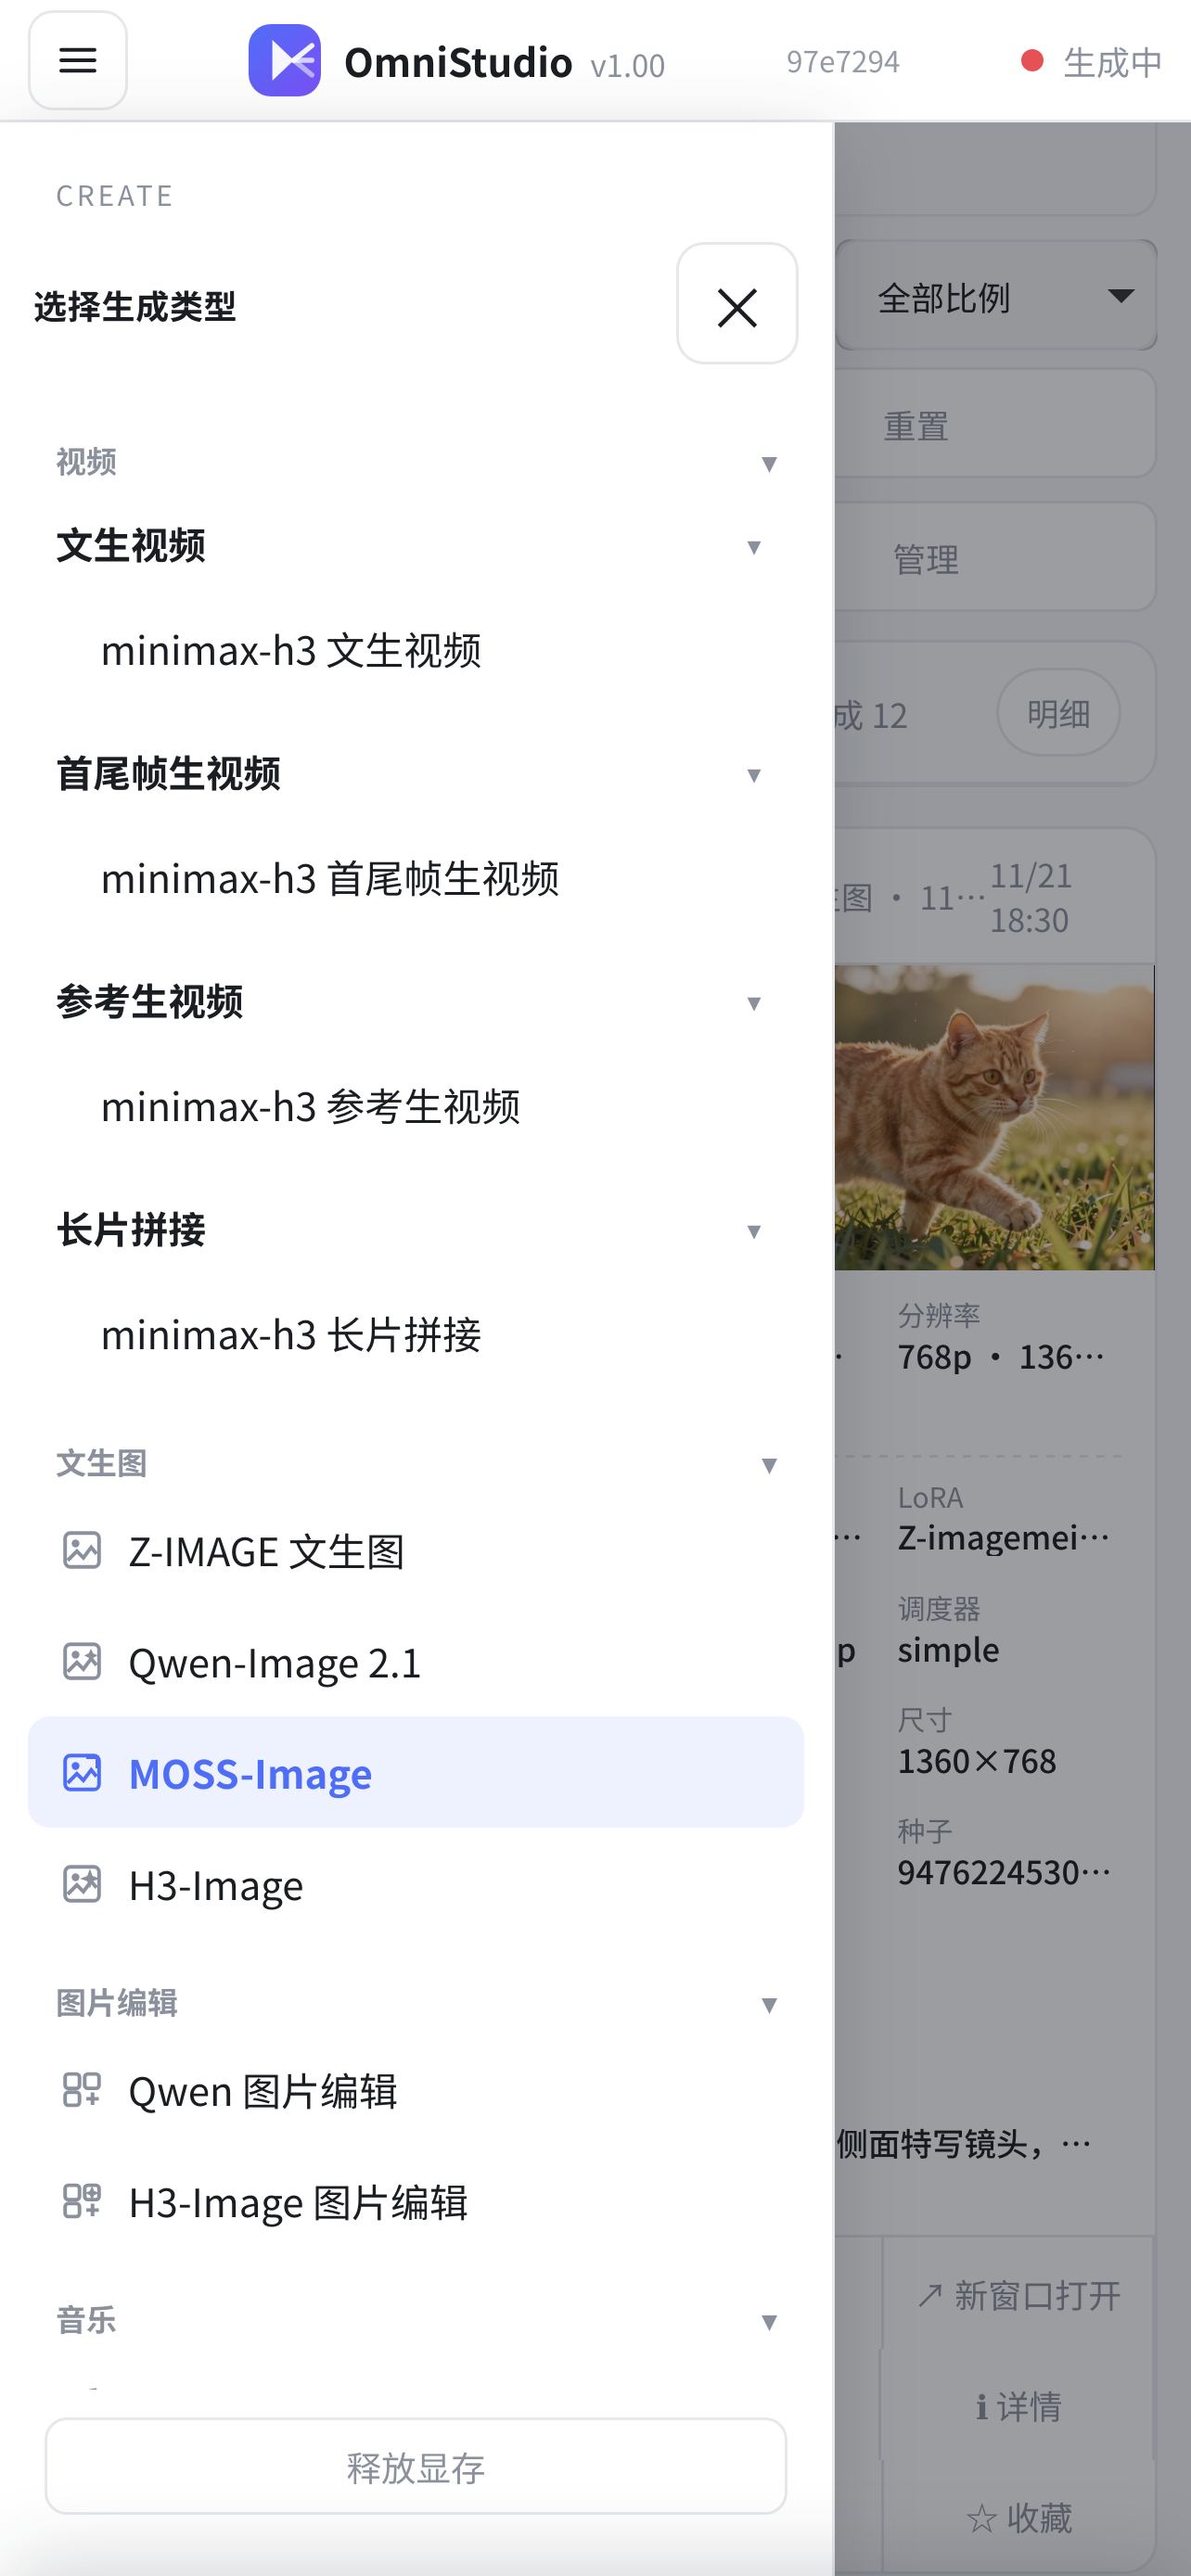 OmniStudio v1.00 97e7294 生成中
CREATE
选择生成类型
视频
文生视频
minimax-h3 文生视频
首尾帧生视频
minimax-h3 首尾帧生视频
参考生视频
minimax-h3 参考生视频
长片拼接
minimax-h3 长片拼接
文生图
Z-IMAGE 文生图
Qwen-Image 2.1
MOSS-Image
H3-Image
图片编辑
Qwen 图片编辑
H3-Image 图片编辑
音乐
释放显存
全部比例
重置
管理
成 12 明细
生图 • 11… 11/21
18:30
分辨率
768p • 136…
LoRA
Z-imagemei…
调度器
p simple
尺寸
1360×768
种子
9476224530…
侧面特写镜头，…
↗ 新窗口打开
ℹ 详情
☆ 收藏